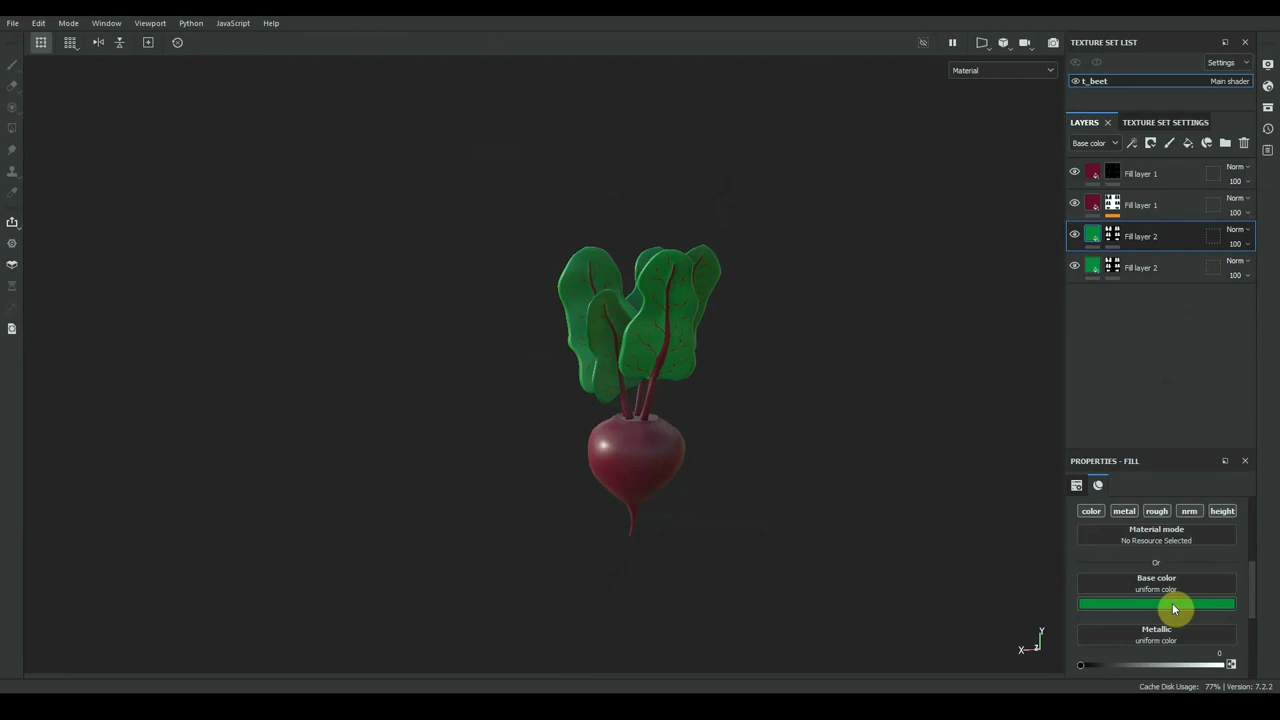 File Edit Mode Window Viewport Python JavaScript Help
TEXTURE SET LIST
Material
Settings
t_beet Main shader
LAYERS TEXTURE SET SETTINGS
Base color
Fill layer 1 Norm
100
Fill layer 1 Norm
100
Fill layer 2 Norm
100
Fill layer 2 Norm
100
PROPERTIES - FILL
color metal rough nrm height
Material mode
No Resource Selected
Or
Base color
uniform color
Metallic
uniform color
0
Y
X Z
Cache Disk Usage: 77% | Version: 7.2.2